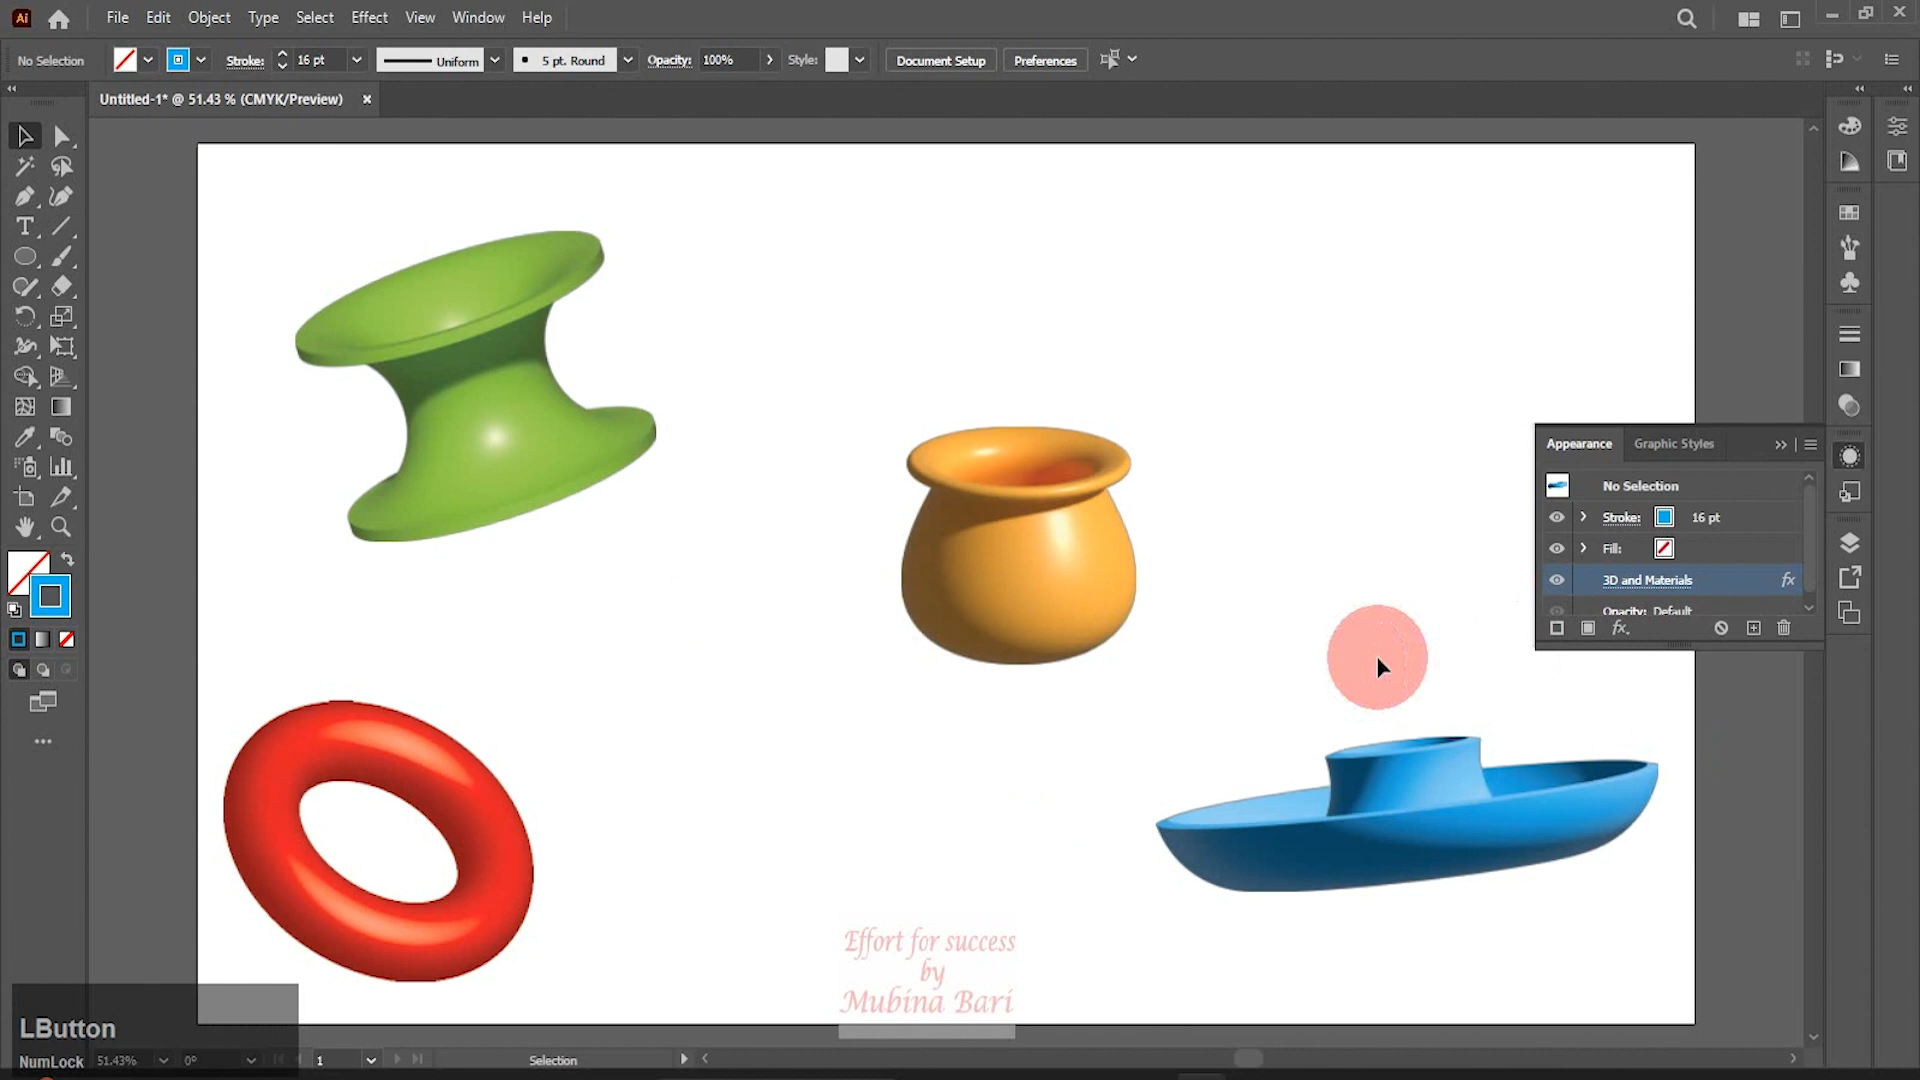 Ai File Edit Object Type Select Effect View Window Help
No Selection Stroke: 16 pt Uniform 5 pt. Round Opacity: 100% Style: Document Setup Preferences
Untitled-1* @ 51.43 % (CMYK/Preview)
Appearance Graphic Styles
No Selection
Stroke: 16 pt
Fill:
3D and Materials fx
Opacity: Default
fx
Effort for success
by
Mubina Bari
LButton
NumLock 51.43% 0° 1 Selection